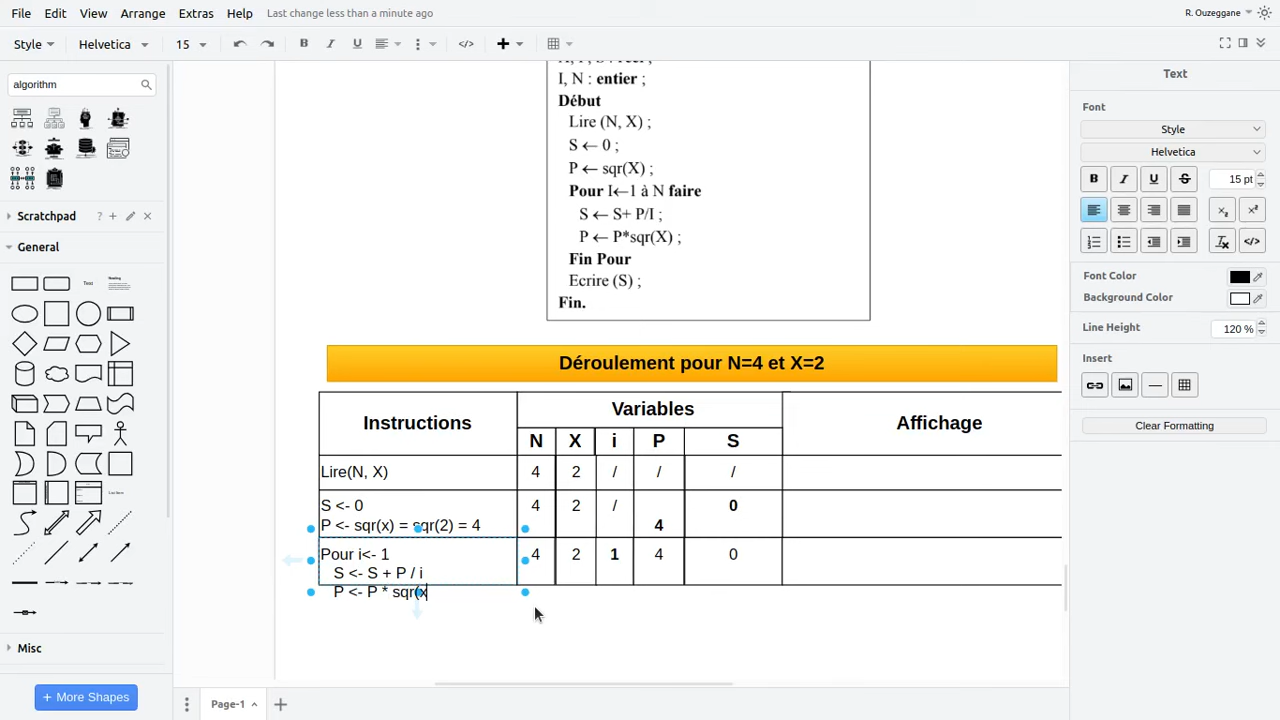 File Edit View Arrange Extras Help Last change less than a minute ago R. Ouzeggane
Style Helvetica 15 B I U </> +
algorithm
Scratchpad ? + ×
General
Text Heading
Misc
+ More Shapes
I, N : entier ;
Début
Lire (N, X) ;
S ← 0 ;
P ← sqr(X) ;
Pour I←1 à N faire
S ← S+ P/I ;
P ← P*sqr(X) ;
Fin Pour
Ecrire (S) ;
Fin.
Déroulement pour N=4 et X=2
Instructions Variables Affichage
N X i P S
Lire(N, X) 4 2 / / /
S <- 0 4 2 / 0
P <- sqr(x) = sqr(2) = 4 4
Pour i<- 1 4 2 1 4 0
S <- S + P / i
P <- P * sqr(x
Page-1
Text
Font
Style
Helvetica
B I U S 15 pt
Font Color
Background Color
Line Height 120 %
Insert
Clear Formatting